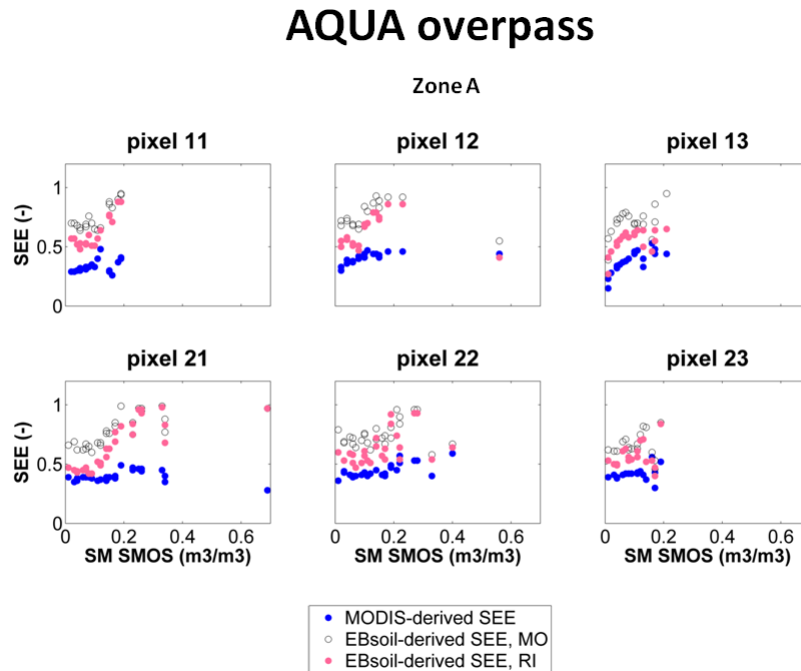 AQUA overpass
Zone A
pixel 11
pixel 12
pixel 13
SEE (-)
1
0.5
0
pixel 21
pixel 22
pixel 23
SEE (-)
1
0.5
0
0 0.2 0.4 0.6
0 0.2 0.4 0.6
0 0.2 0.4 0.6
SM SMOS (m3/m3)
SM SMOS (m3/m3)
SM SMOS (m3/m3)
MODIS-derived SEE
EBsoil-derived SEE, MO
EBsoil-derived SEE, RI